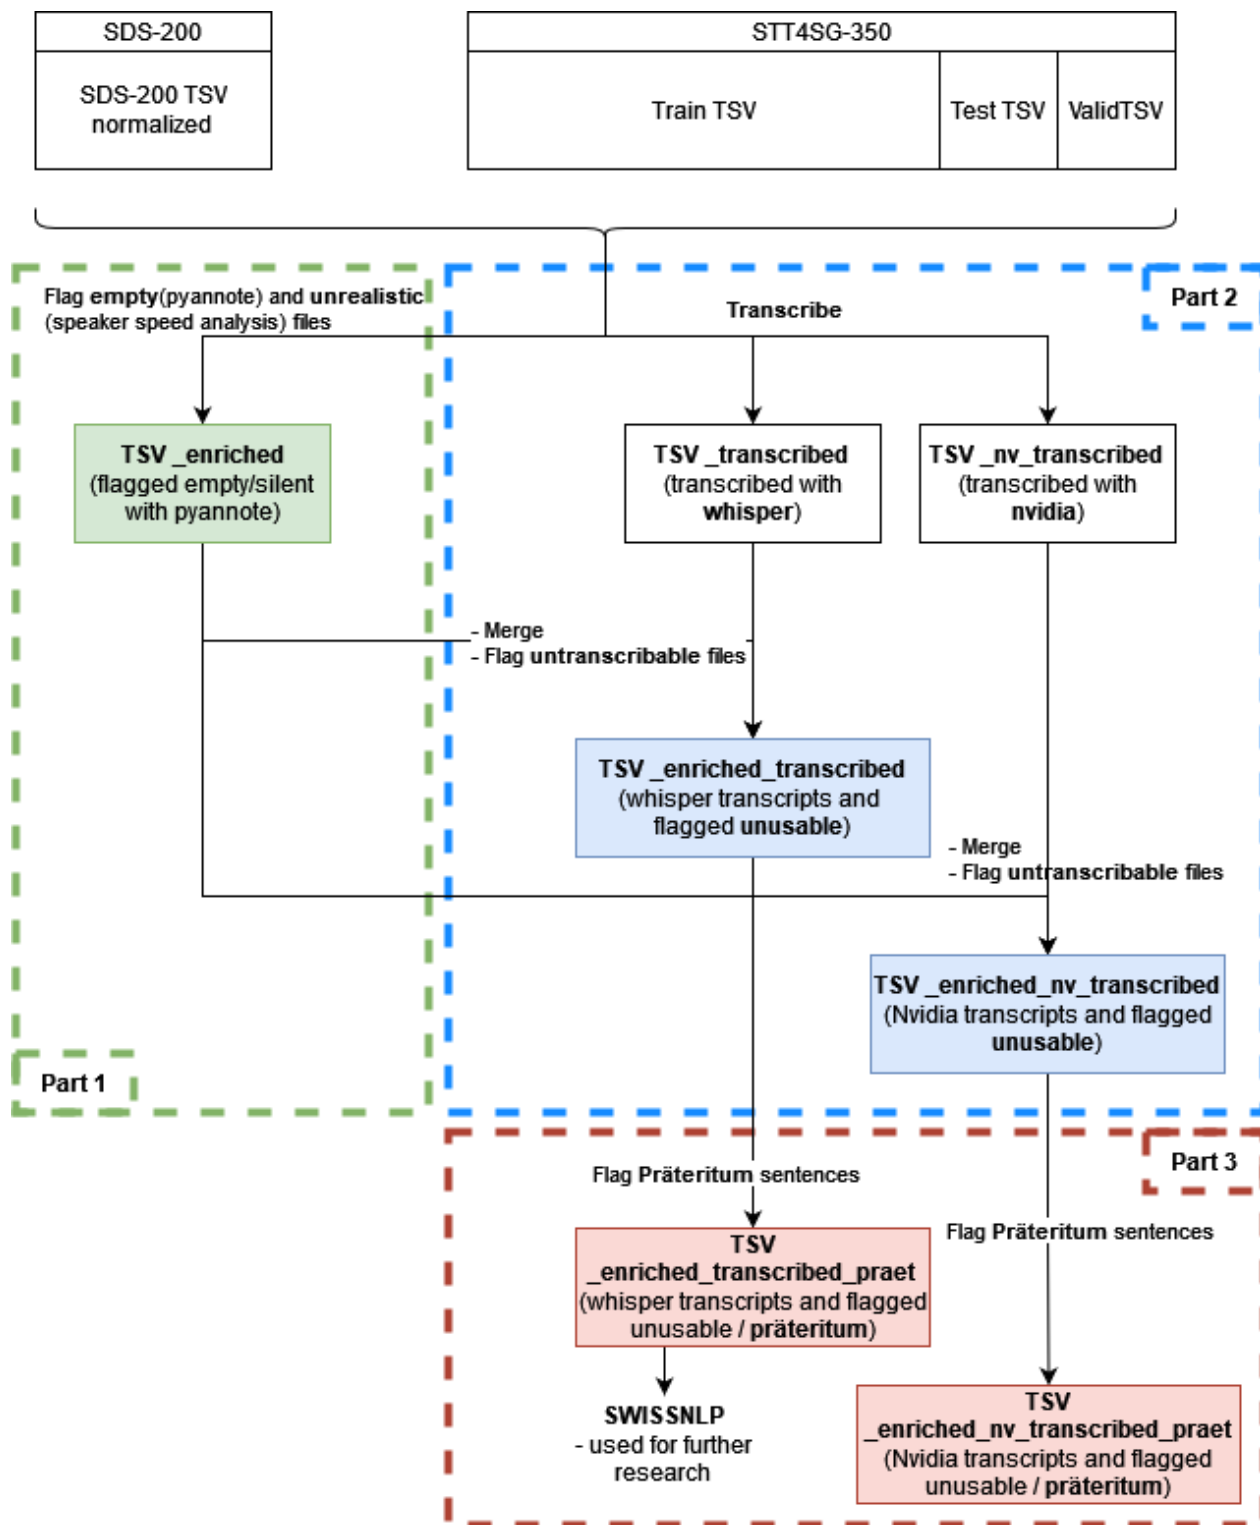 SDS-200
STT4SG-350
SDS-200 TSV
normalized
Train TSV
Test TSV
ValidTSV
Flag empty(pyannote) and unrealistic
(speaker speed analysis) files
Transcribe
Part 2
TSV _enriched
(flagged empty/silent
with pyannote)
TSV _transcribed
(transcribed with
whisper)
TSV _nv_transcribed
(transcribed with
nvidia)
- Merge
- Flag untranscribable files
TSV _enriched_transcribed
(whisper transcripts and
flagged unusable)
- Merge
- Flag untranscribable files
TSV _enriched_nv_transcribed
(Nvidia transcripts and flagged
unusable)
Part 1
Part 3
Flag Präteritum sentences
Flag Präteritum sentences
TSV
_enriched_transcribed_praet
(whisper transcripts and flagged
unusable / präteritum)
SWISSNLP
- used for further
research
TSV
_enriched_nv_transcribed_praet
(Nvidia transcripts and flagged
unusable / präteritum)